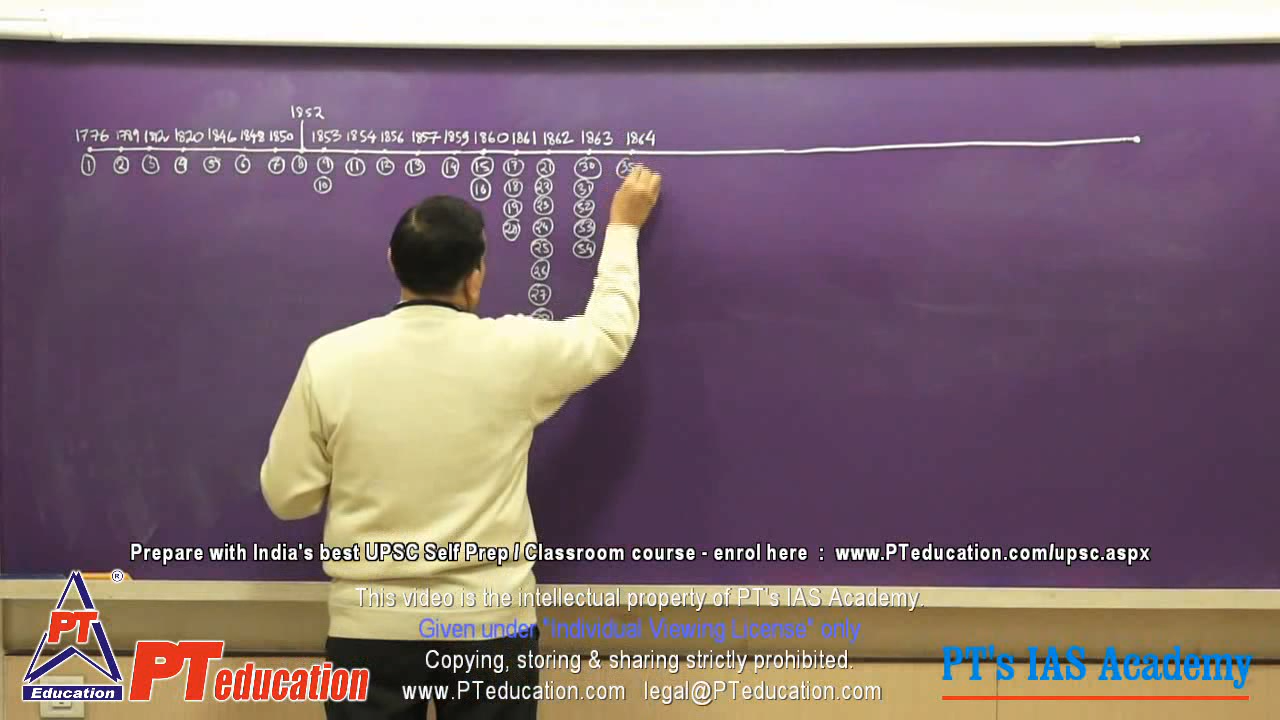 1852
1776 1789 1812 1820 1846 1848 1850 1853 1854 1856 1857 1859 1860 1861 1862 1863 1864
1 2 3 4 5 6 7 8 9 11 12 13 14 15 17 21 30 35
10 16 18 22 31
19 23 32
20 24 33
25 34
26
27
Prepare with India's best UPSC Self Prep / Classroom course - enrol here : www.PTeducation.com/upsc.aspx
This video is the intellectual property of PT's IAS Academy.
Given under "Individual Viewing License" only
Copying, storing & sharing strictly prohibited.
www.PTeducation.com legal@PTeducation.com
PT
Education
®
PT education
PT's IAS Academy